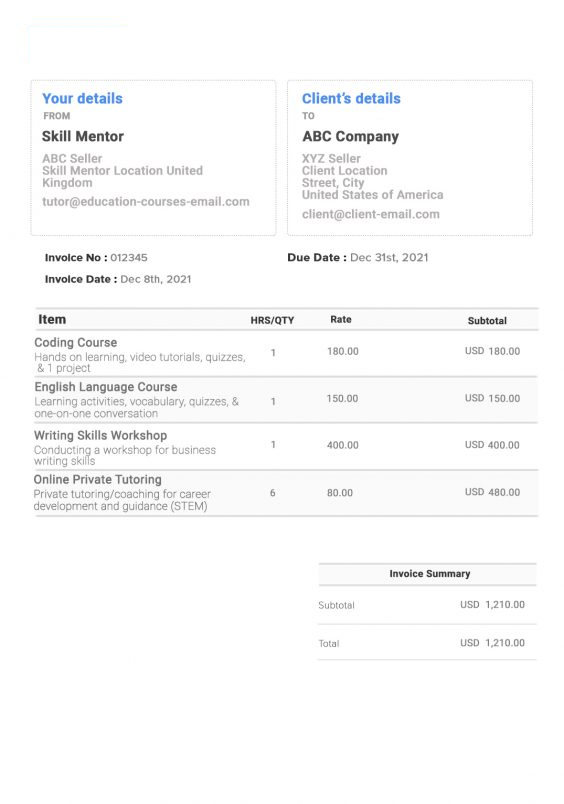 Your details
FROM
Skill Mentor
ABC Seller
Skill Mentor Location United
Kingdom
tutor@education-courses-email.com
Client's details
TO
ABC Company
XYZ Seller
Client Location
Street, City
United States of America
client@client-email.com
Invoice No : 012345
Due Date : Dec 31st, 2021
Invoice Date : Dec 8th, 2021
Item HRS/QTY Rate Subtotal
Coding Course
Hands on learning, video tutorials, quizzes,
& 1 project
1 180.00 USD 180.00
English Language Course
Learning activities, vocabulary, quizzes, &
one-on-one conversation
1 150.00 USD 150.00
Writing Skills Workshop
Conducting a workshop for business
writing skills
1 400.00 USD 400.00
Online Private Tutoring
Private tutoring/coaching for career
development and guidance (STEM)
6 80.00 USD 480.00
Invoice Summary
Subtotal USD 1,210.00
Total USD 1,210.00